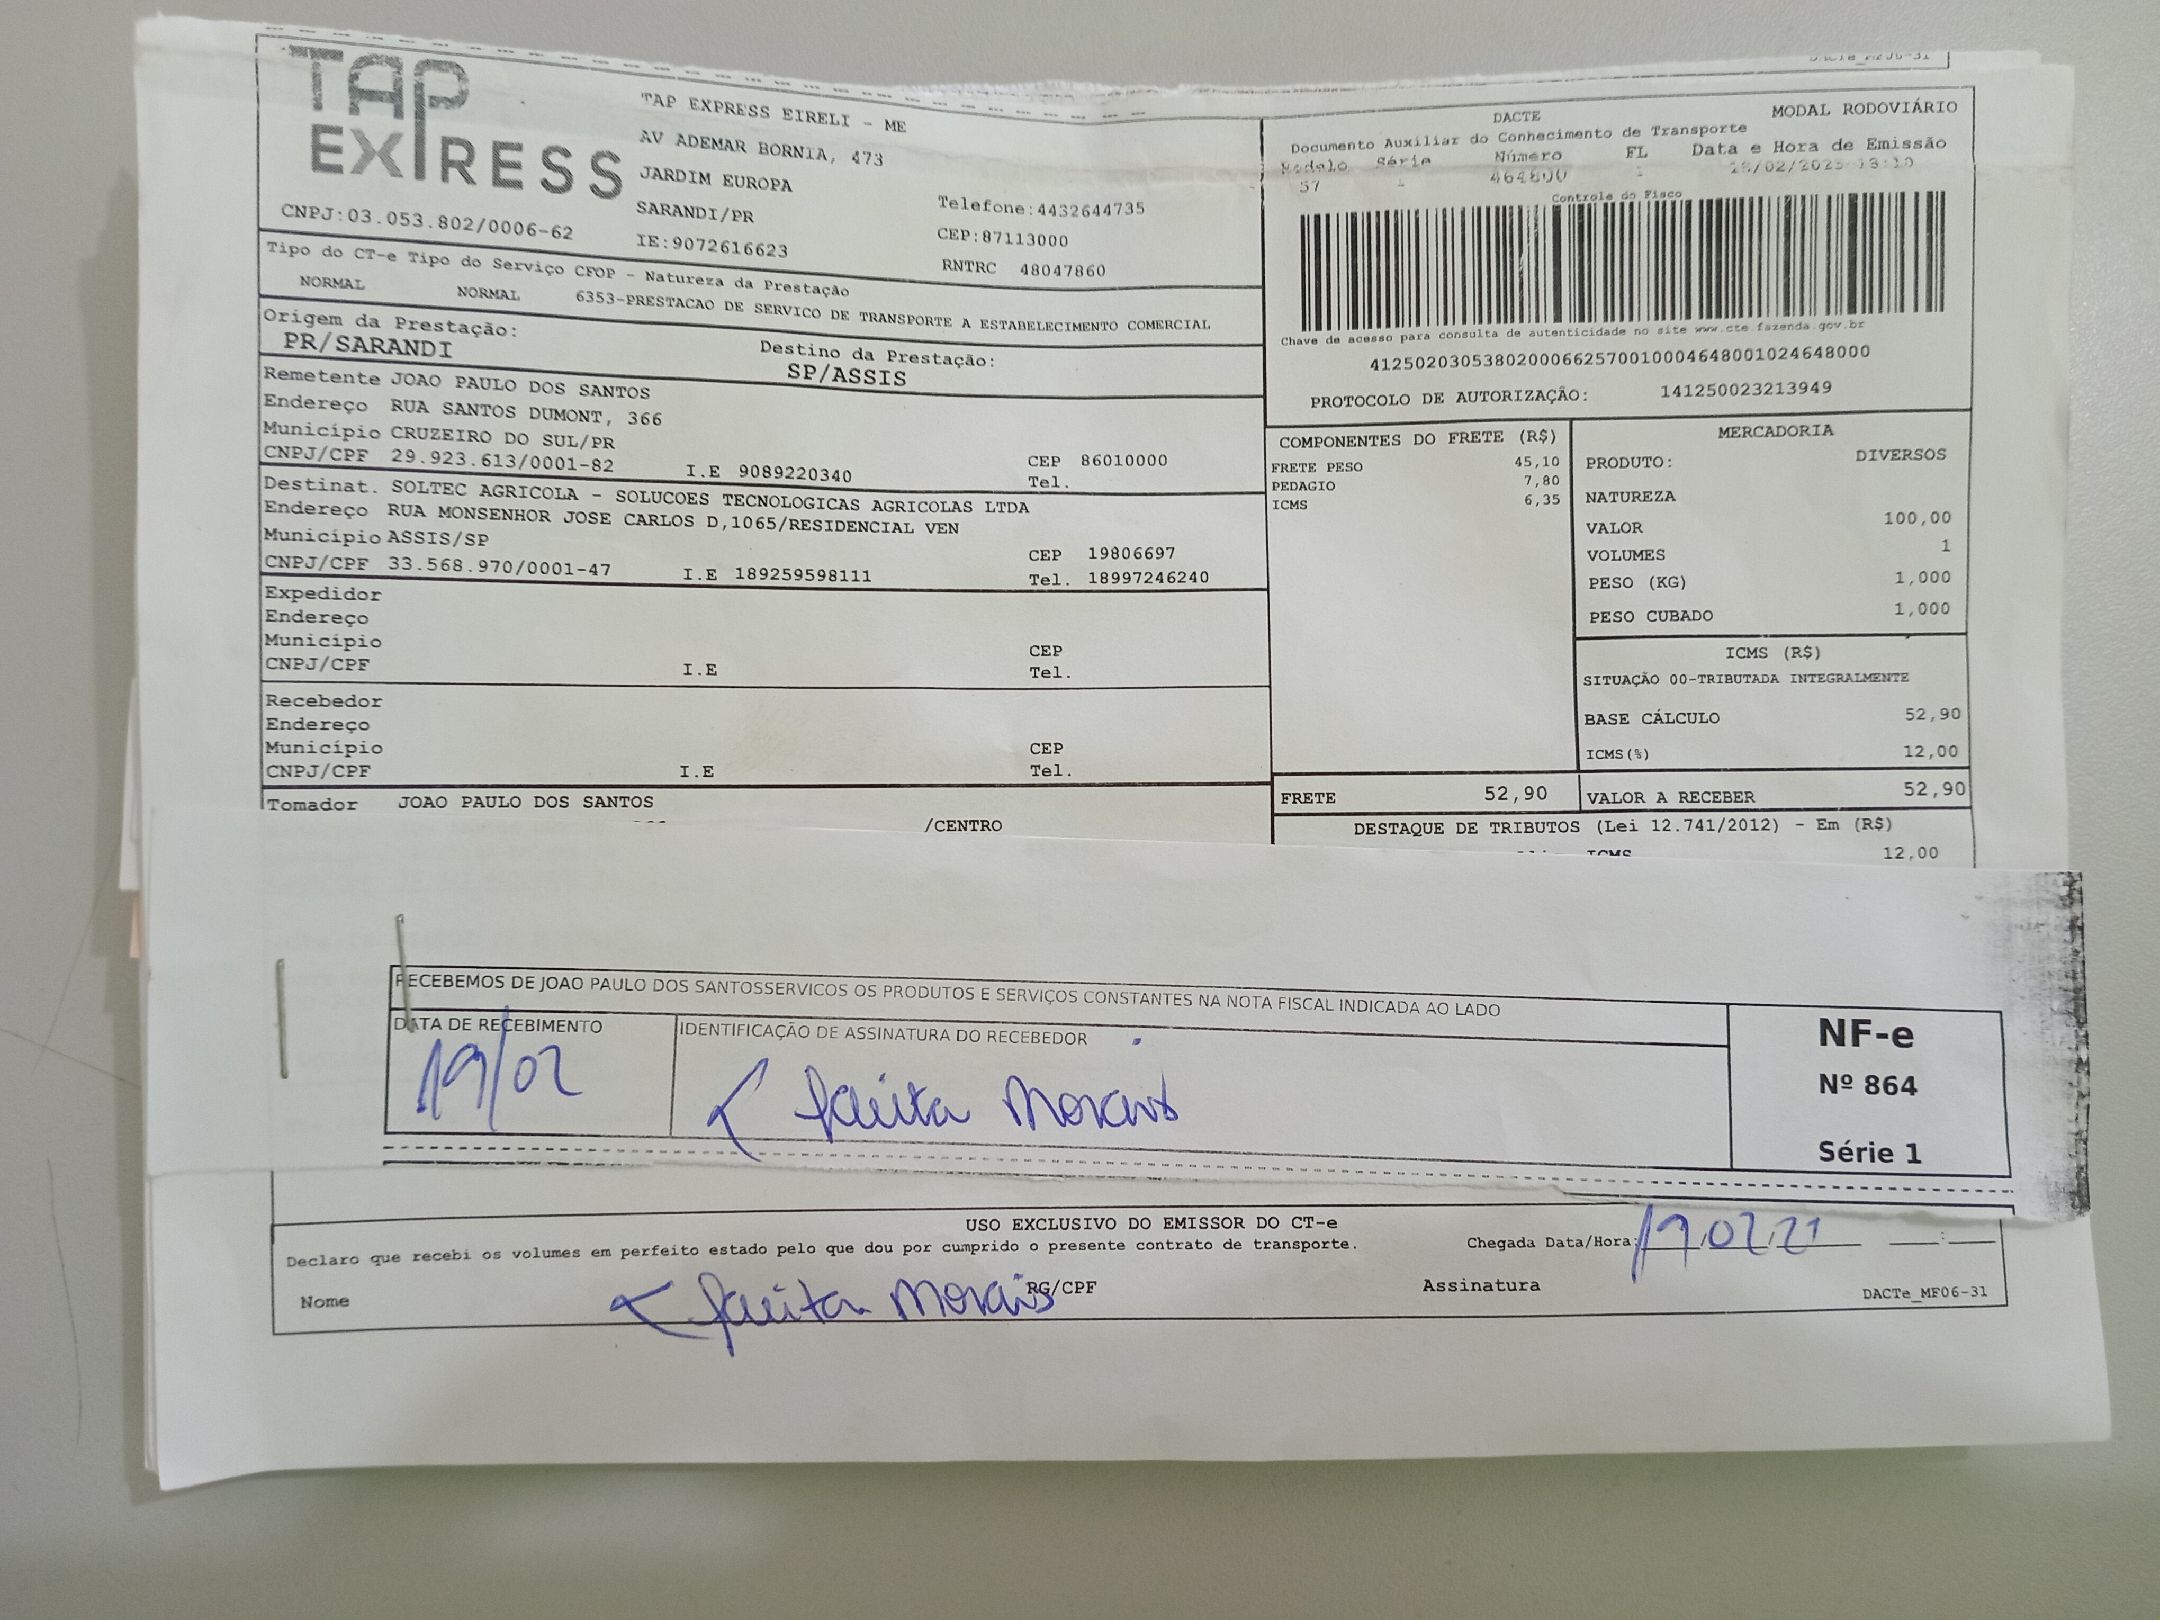 TAP
EXPRESS
TAP EXPRESS EIRELI - ME
AV ADEMAR BORNIA, 473
JARDIM EUROPA
SARANDI/PR
IE:9072616623
Telefone:4432644735
CEP:87113000
RNTRC 48047860
CNPJ:03.053.802/0006-62
Tipo do CT-e Tipo do Serviço CFOP - Natureza da Prestação
NORMAL NORMAL 6353-PRESTACAO DE SERVICO DE TRANSPORTE A ESTABELECIMENTO COMERCIAL
Origem da Prestação:
PR/SARANDI
Destino da Prestação:
SP/ASSIS
Remetente JOAO PAULO DOS SANTOS
Endereço RUA SANTOS DUMONT, 366
Município CRUZEIRO DO SUL/PR
CEP 86010000
CNPJ/CPF 29.923.613/0001-82 I.E 9089220340 Tel.
Destinat. SOLTEC AGRICOLA - SOLUCOES TECNOLOGICAS AGRICOLAS LTDA
Endereço RUA MONSENHOR JOSE CARLOS D,1065/RESIDENCIAL VEN
Município ASSIS/SP CEP 19806697
CNPJ/CPF 33.568.970/0001-47 I.E 189259598111 Tel. 18997246240
Expedidor
Endereço
Município CEP
CNPJ/CPF I.E Tel.
Recebedor
Endereço
Município CEP
CNPJ/CPF I.E Tel.
Tomador JOAO PAULO DOS SANTOS
/CENTRO
DACTe_MF06-31
DACTE MODAL RODOVIÁRIO
Documento Auxiliar do Conhecimento de Transporte
Modelo Série Número FL Data e Hora de Emissão
57 1 464800 1
Controle do Fisco
Chave de acesso para consulta de autenticidade no site www.cte.fazenda.gov.br
41250203053802000662570010004648001024648000
PROTOCOLO DE AUTORIZAÇÃO: 141250023213949
COMPONENTES DO FRETE (R$)
FRETE PESO 45,10
PEDAGIO 7,80
ICMS 6,35
MERCADORIA
PRODUTO: DIVERSOS
NATUREZA
VALOR 100,00
VOLUMES 1
PESO (KG) 1,000
PESO CUBADO 1,000
ICMS (R$)
SITUAÇÃO 00-TRIBUTADA INTEGRALMENTE
BASE CÁLCULO 52,90
ICMS(%) 12,00
FRETE 52,90 VALOR A RECEBER 52,90
DESTAQUE DE TRIBUTOS (Lei 12.741/2012) - Em (R$)
ICMS 12,00
RECEBEMOS DE JOAO PAULO DOS SANTOSSERVICOS OS PRODUTOS E SERVIÇOS CONSTANTES NA NOTA FISCAL INDICADA AO LADO
DATA DE RECEBIMENTO IDENTIFICAÇÃO DE ASSINATURA DO RECEBEDOR
19/02 Morais
NF-e
Nº 864
Série 1
USO EXCLUSIVO DO EMISSOR DO CT-e
Declaro que recebi os volumes em perfeito estado pelo que dou por cumprido o presente contrato de transporte.
Chegada Data/Hora: 19/02/21 __:__
Nome Morais RG/CPF Assinatura
DACTe_MF06-31